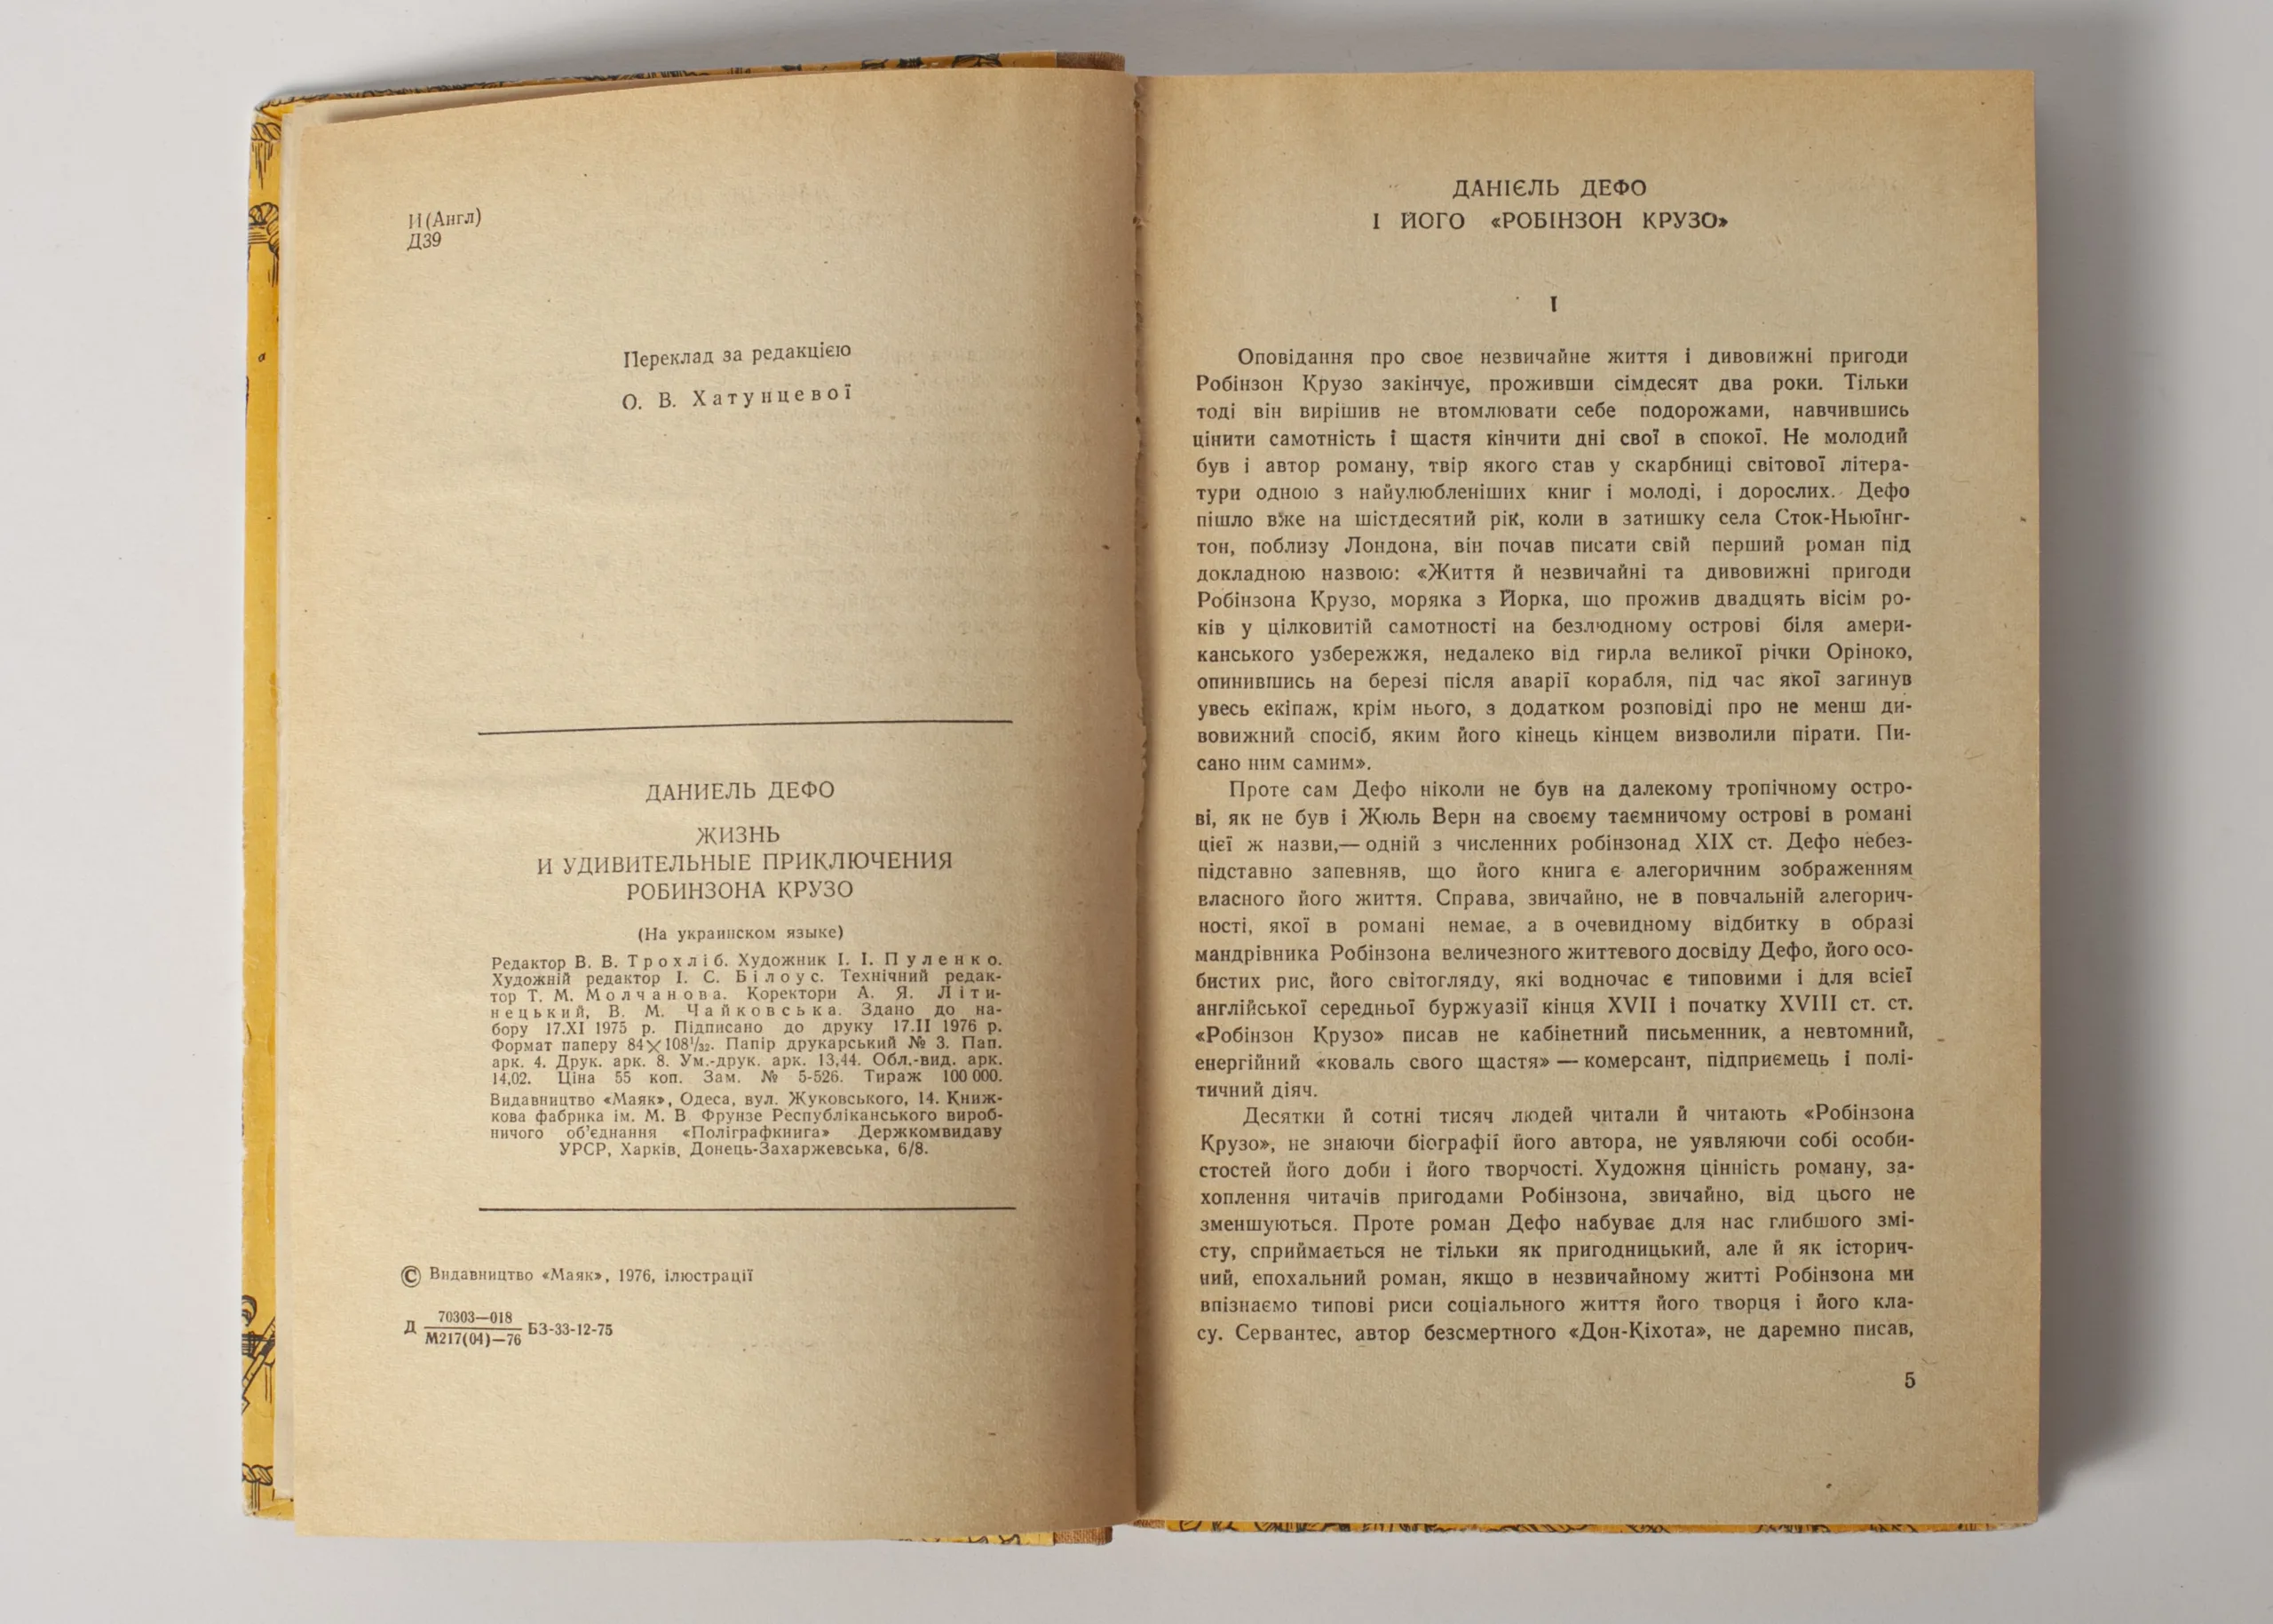 И(Англ)
Д39
Переклад за редакцією
О. В. Хатунцевої
ДАНИЕЛЬ ДЕФО
ЖИЗНЬ
И УДИВИТЕЛЬНЫЕ ПРИКЛЮЧЕНИЯ
РОБИНЗОНА КРУЗО
(На украинском языке)
Редактор В. В. Трохліб. Художник І. І. Пуленко.
Художній редактор І. С. Білоус. Технічний редак-
тор Т. М. Молчанова. Коректори А. Я. Літи-
нецький, В. М. Чайковська. Здано до на-
бору 17.XI 1975 р. Підписано до друку 17.II 1976 р.
Формат паперу 84×108¹/₃₂. Папір друкарський № 3. Пап.
арк. 4. Друк. арк. 8. Ум.-друк. арк. 13,44. Обл.-вид. арк.
14,02. Ціна 55 коп. Зам. № 5-526. Тираж 100 000.
Видавництво «Маяк», Одеса, вул. Жуковського, 14. Книж-
кова фабрика ім. М. В Фрунзе Республіканського вироб-
ничого об'єднання «Поліграфкнига» Держкомвидаву
УРСР, Харків, Донець-Захаржевська, 6/8.
© Видавництво «Маяк», 1976, ілюстрації
Д 70303—018
М217(04)—76 БЗ-33-12-75
ДАНІЄЛЬ ДЕФО
І ЙОГО «РОБІНЗОН КРУЗО»
I
Оповідання про своє незвичайне життя і дивовижні пригоди
Робінзон Крузо закінчує, проживши сімдесят два роки. Тільки
тоді він вирішив не втомлювати себе подорожами, навчившись
цінити самотність і щастя кінчити дні свої в спокої. Не молодий
був і автор роману, твір якого став у скарбниці світової літера-
тури одною з найулюбленіших книг і молоді, і дорослих. Дефо
пішло вже на шістдесятий рік, коли в затишку села Сток-Ньюїнг-
тон, поблизу Лондона, він почав писати свій перший роман під
докладною назвою: «Життя й незвичайні та дивовижні пригоди
Робінзона Крузо, моряка з Йорка, що прожив двадцять вісім ро-
ків у цілковитій самотності на безлюдному острові біля амери-
канського узбережжя, недалеко від гирла великої річки Оріноко,
опинившись на березі після аварії корабля, під час якої загинув
увесь екіпаж, крім нього, з додатком розповіді про не менш ди-
вовижний спосіб, яким його кінець кінцем визволили пірати. Пи-
сано ним самим».
Проте сам Дефо ніколи не був на далекому тропічному остро-
ві, як не був і Жюль Верн на своєму таємничому острові в романі
цієї ж назви,— одній з численних робінзонад XIX ст. Дефо небез-
підставно запевняв, що його книга є алегоричним зображенням
власного його життя. Справа, звичайно, не в повчальній алегорич-
ності, якої в романі немає, а в очевидному відбитку в образі
мандрівника Робінзона величезного життєвого досвіду Дефо, його осо-
бистих рис, його світогляду, які водночас є типовими і для всієї
англійської середньої буржуазії кінця XVII і початку XVIII ст. ст.
«Робінзон Крузо» писав не кабінетний письменник, а невтомний,
енергійний «коваль свого щастя» — комерсант, підприємець і полі-
тичний діяч.
Десятки й сотні тисяч людей читали й читають «Робінзона
Крузо», не знаючи біографії його автора, не уявляючи собі особи-
стостей його доби і його творчості. Художня цінність роману, за-
хоплення читачів пригодами Робінзона, звичайно, від цього не
зменшуються. Проте роман Дефо набуває для нас глибшого змі-
сту, сприймається не тільки як пригодницький, але й як історич-
ний, епохальний роман, якщо в незвичайному житті Робінзона ми
впізнаємо типові риси соціального життя його творця і його кла-
су. Сервантес, автор безсмертного «Дон-Кіхота», не даремно писав,
5